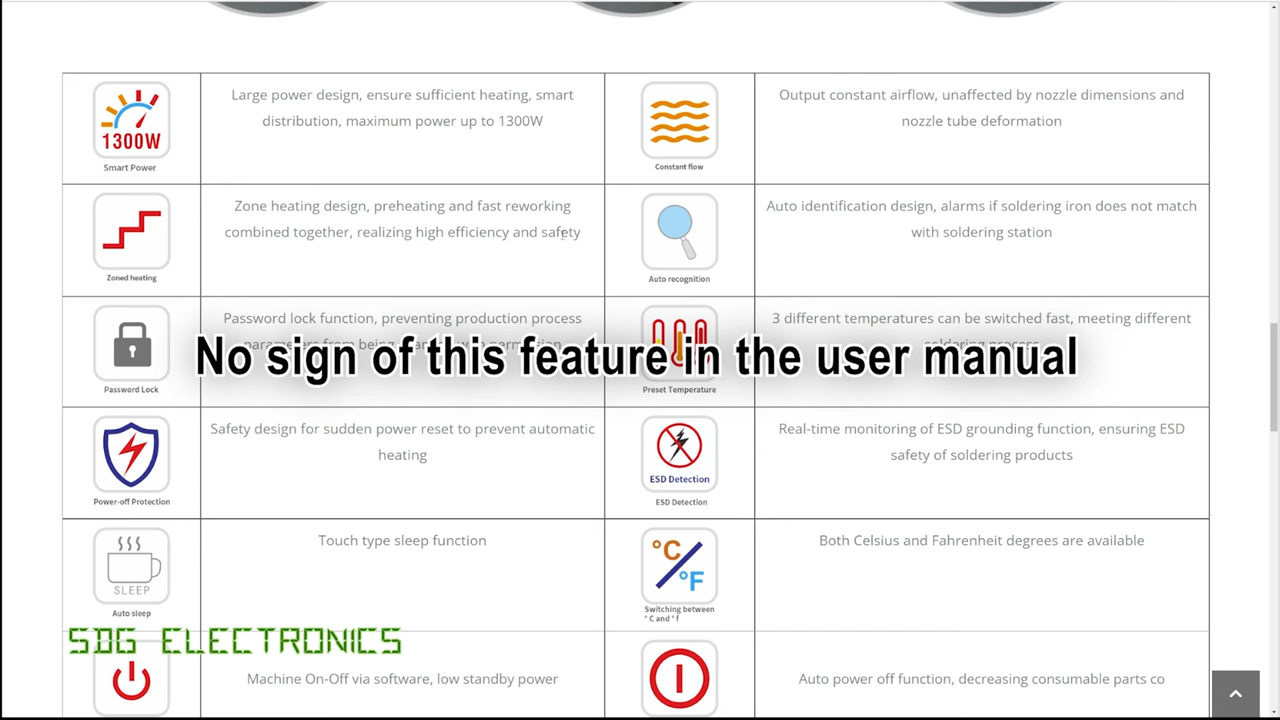 1300W
Smart Power
Large power design, ensure sufficient heating, smart
distribution, maximum power up to 1300W
Constant flow
Output constant airflow, unaffected by nozzle dimensions and
nozzle tube deformation
Zoned heating
Zone heating design, preheating and fast reworking
combined together, realizing high efficiency and safety
Auto recognition
Auto identification design, alarms if soldering iron does not match
with soldering station
Password Lock
Password lock function, preventing production process
Preset Temperature
3 different temperatures can be switched fast, meeting different
No sign of this feature in the user manual
Power-off Protection
Safety design for sudden power reset to prevent automatic
heating
ESD Detection
ESD Detection
Real-time monitoring of ESD grounding function, ensuring ESD
safety of soldering products
SLEEP
Auto sleep
Touch type sleep function
°C/°F
Switching between
° C and ° f
Both Celsius and Fahrenheit degrees are available
SDG ELECTRONICS
Machine On-Off via software, low standby power
Auto power off function, decreasing consumable parts co